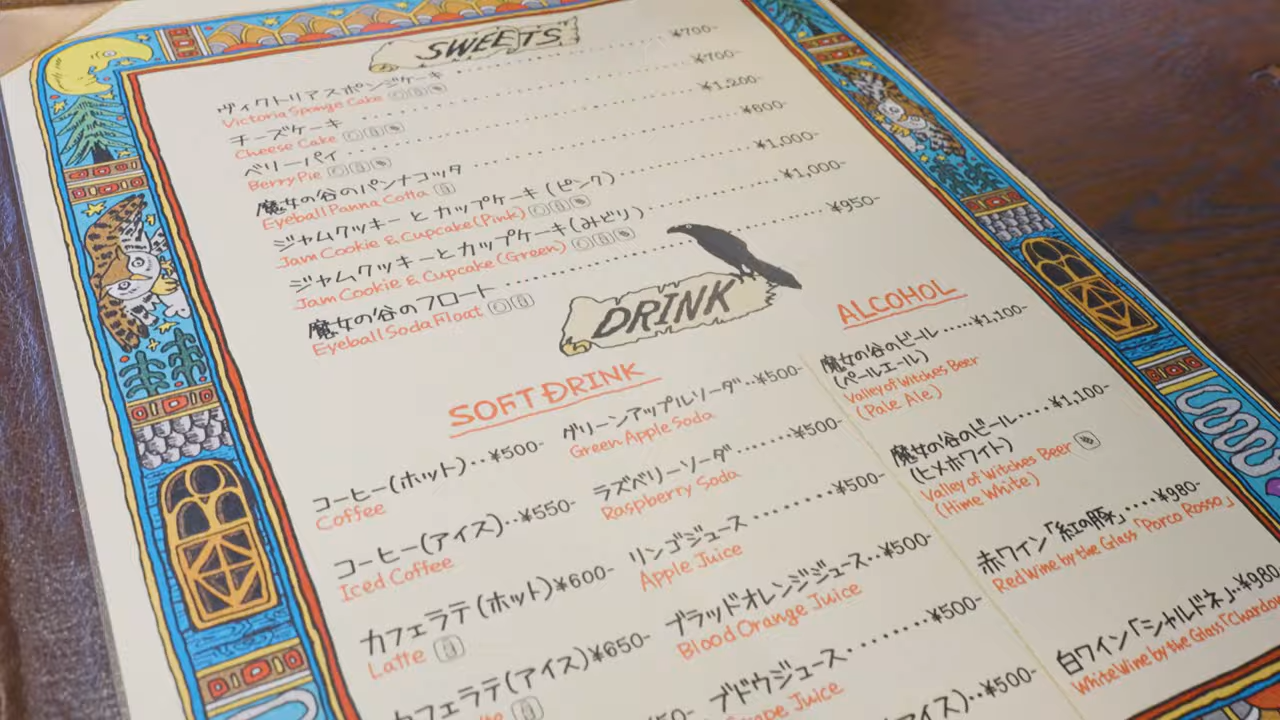 SWEETS
ヴィクトリアスポンジケーキ ¥700-
Victoria Sponge Cake
チーズケーキ ¥700-
Cheese Cake
ベリーパイ ¥1,200-
Berry Pie
魔女の谷のパンナコッタ ¥600-
Eyeball Panna Cotta
ジャムクッキーとカップケーキ(ピンク) ¥1,000-
Jam Cookie & Cupcake (Pink)
ジャムクッキーとカップケーキ(みどり) ¥1,000-
Jam Cookie & Cupcake (Green)
魔女の谷のフロート ¥950-
Eyeball Soda Float
DRINK
SOFT DRINK
コーヒー(ホット)..¥500-
Coffee
コーヒー(アイス)..¥550-
Iced Coffee
カフェラテ(ホット)¥600-
Latte
カフェラテ(アイス)¥650-
グリーンアップルソーダ..¥500-
Green Apple Soda
ラズベリーソーダ.......¥500-
Raspberry Soda
リンゴジュース.......¥500-
Apple Juice
ブラッドオレンジジュース..¥500-
Blood Orange Juice
ブドウジュース........¥500-
Grape Juice
(アイス)..¥500-
ALCOHOL
魔女の谷のビール.....¥1,100-
(ペールエール)
Valley of Witches Beer
(Pale Ale)
魔女の谷のビール....¥1,100-
(ヒメホワイト)
Valley of Witches Beer
(Hime White)
赤ワイン「紅の豚」....¥980-
Red Wine by the Glass「Porco Rosso」
白ワイン「シャルドネ」..¥980
White Wine by the Glass「Chardon